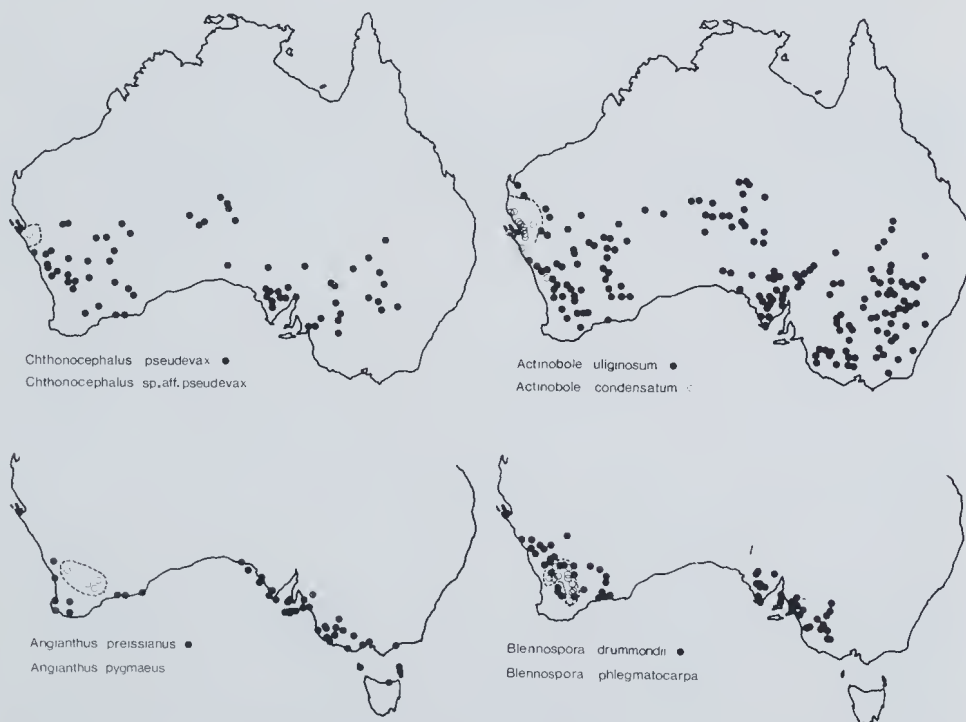 Chthonocephalus pseudevax ●
Chthonocephalus sp.aff.pseudevax
Actinobole uliginosum ●
Actinobole condensatum
Angianthus preissianus ●
Angianthus pygmaeus
Blennospora drummondii ●
Blennospora phlegmatocarpa